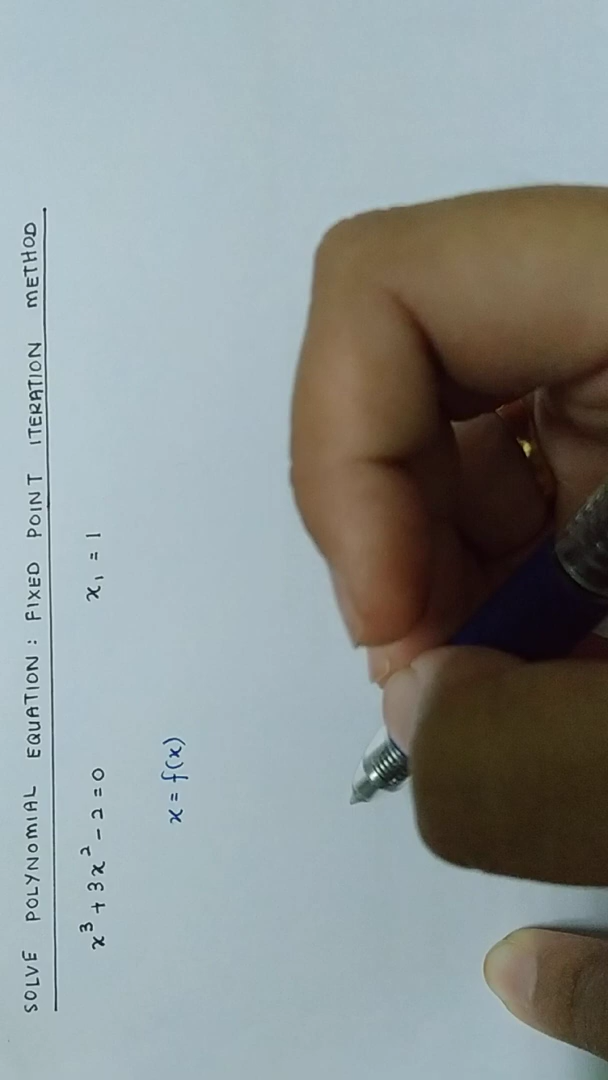 SOLVE POLYNOMIAL EQUATION : FIXED POINT ITERATION METHOD
x³ + 3x² - 2 = 0 x₁ = 1
x = f(x)